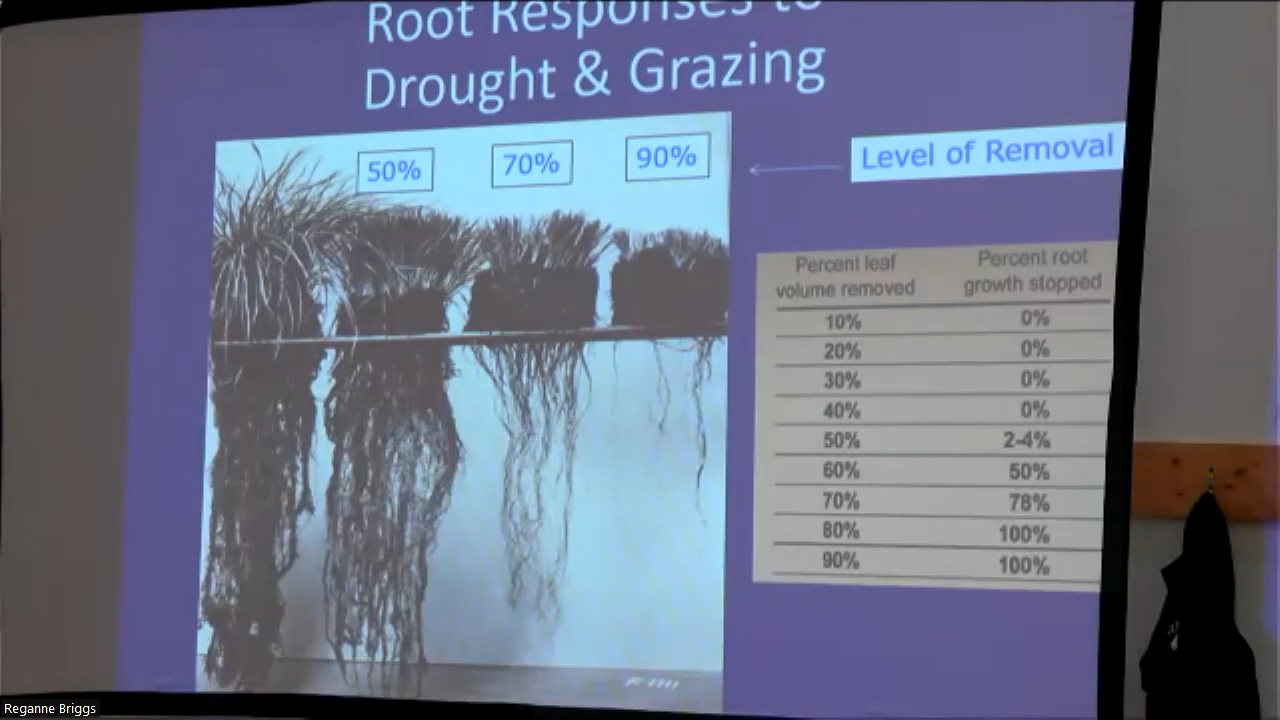 Root Responses to
Drought & Grazing
50% 70% 90%
Level of Removal
Percent leaf volume removed Percent root growth stopped
10% 0%
20% 0%
30% 0%
40% 0%
50% 2-4%
60% 50%
70% 78%
80% 100%
90% 100%
Reganne Briggs